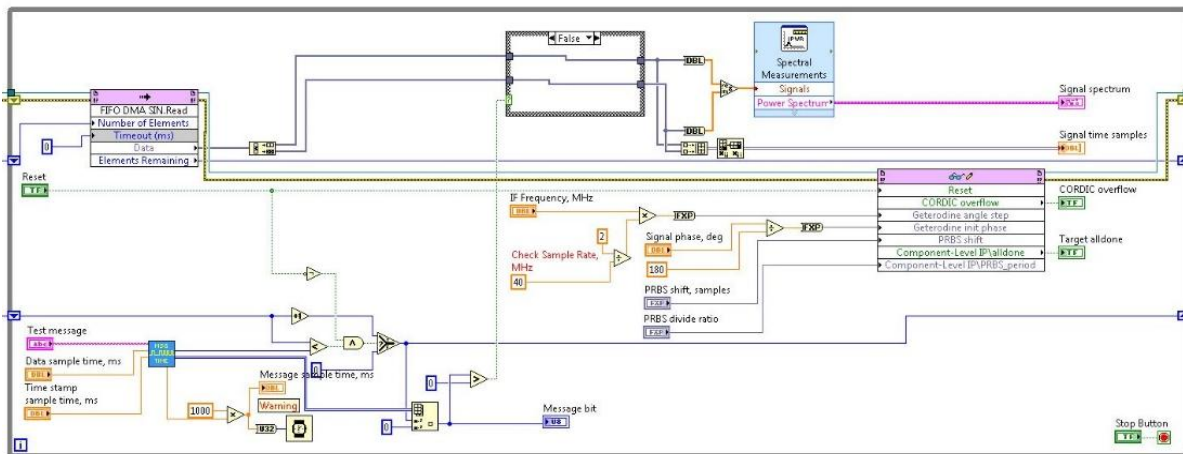 False
Spectral
Measurements
Signals
Power Spectrum
Signal spectrum
DBL
DBL
Signal time samples
DBL
FIFO DMA SIN.Read
Number of Elements
0
Timeout (ms)
Data
Elements Remaining
Reset
TF
Reset
CORDIC overflow
Geterodine angle step
Geterodine init phase
PRBS shift
Component-Level IP\alldone
Component-Level IP\PRBS_period
CORDIC overflow
TF
Target alldone
TF
IF Frequency, MHz
DBL
FXP
2
Check Sample Rate,
MHz
40
Signal phase, deg
DBL
180
FXP
PRBS shift, samples
FXP
PRBS divide ratio
FXP
Test message
abc
Data sample time, ms
DBL
Time stamp
sample time, ms
DBL
TIME
+1
0
Message sample time, ms
DBL
1000
Warning
U32
0
0
Message bit
U8
Stop Button
TF
i